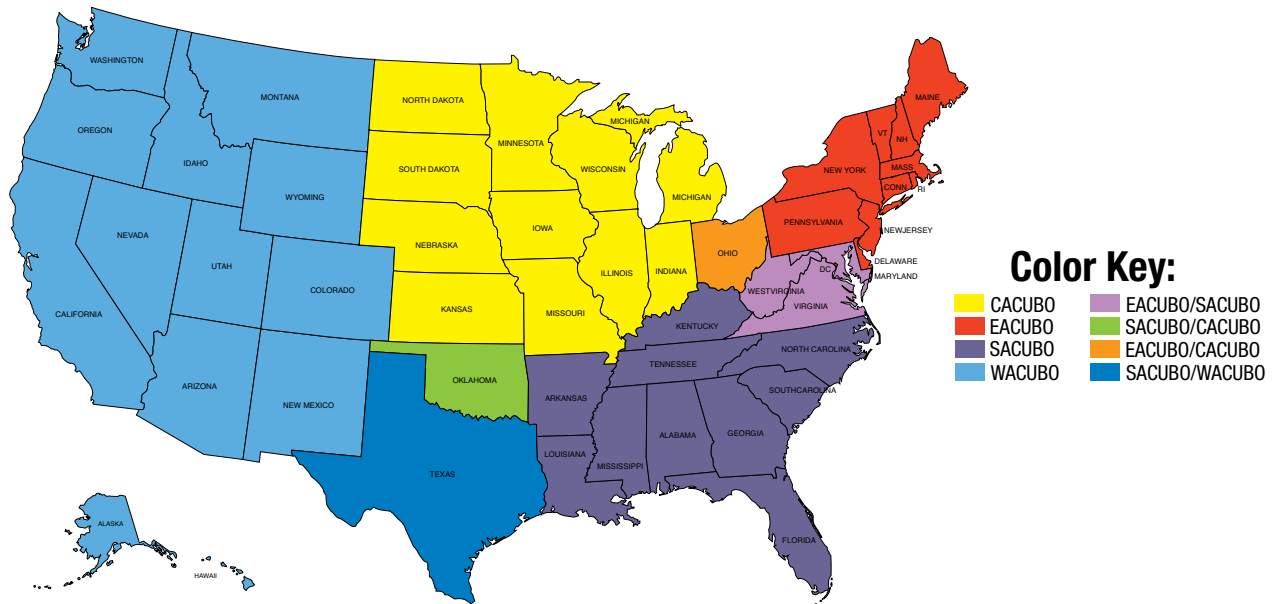 WASHINGTON
MONTANA
NORTH DAKOTA
MINNESOTA
MICHIGAN
MAINE
OREGON
IDAHO
SOUTH DAKOTA
WISCONSIN
MICHIGAN
NEW YORK
VT
NH
MASS
CONN
RI
WYOMING
NEBRASKA
IOWA
PENNSYLVANIA
NEWJERSEY
NEVADA
UTAH
COLORADO
ILLINOIS
INDIANA
OHIO
DELAWARE
MARYLAND
DC
WESTVIRGINIA
VIRGINIA
CALIFORNIA
KANSAS
MISSOURI
KENTUCKY
ARIZONA
NEW MEXICO
OKLAHOMA
ARKANSAS
TENNESSEE
NORTH CAROLINA
SOUTHCAROLINA
TEXAS
LOUISIANA
MISSISSIPPI
ALABAMA
GEORGIA
FLORIDA
ALASKA
HAWAII
Color Key:
CACUBO
EACUBO
SACUBO
WACUBO
EACUBO/SACUBO
SACUBO/CACUBO
EACUBO/CACUBO
SACUBO/WACUBO